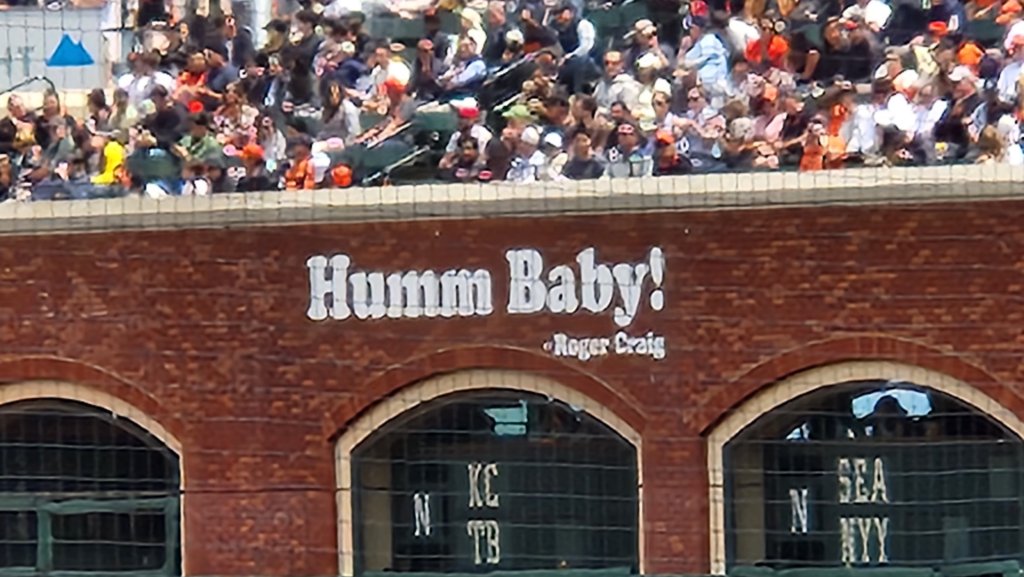 Humm Baby!
-Roger Craig
N
KC
TB
N
SEA
NYY